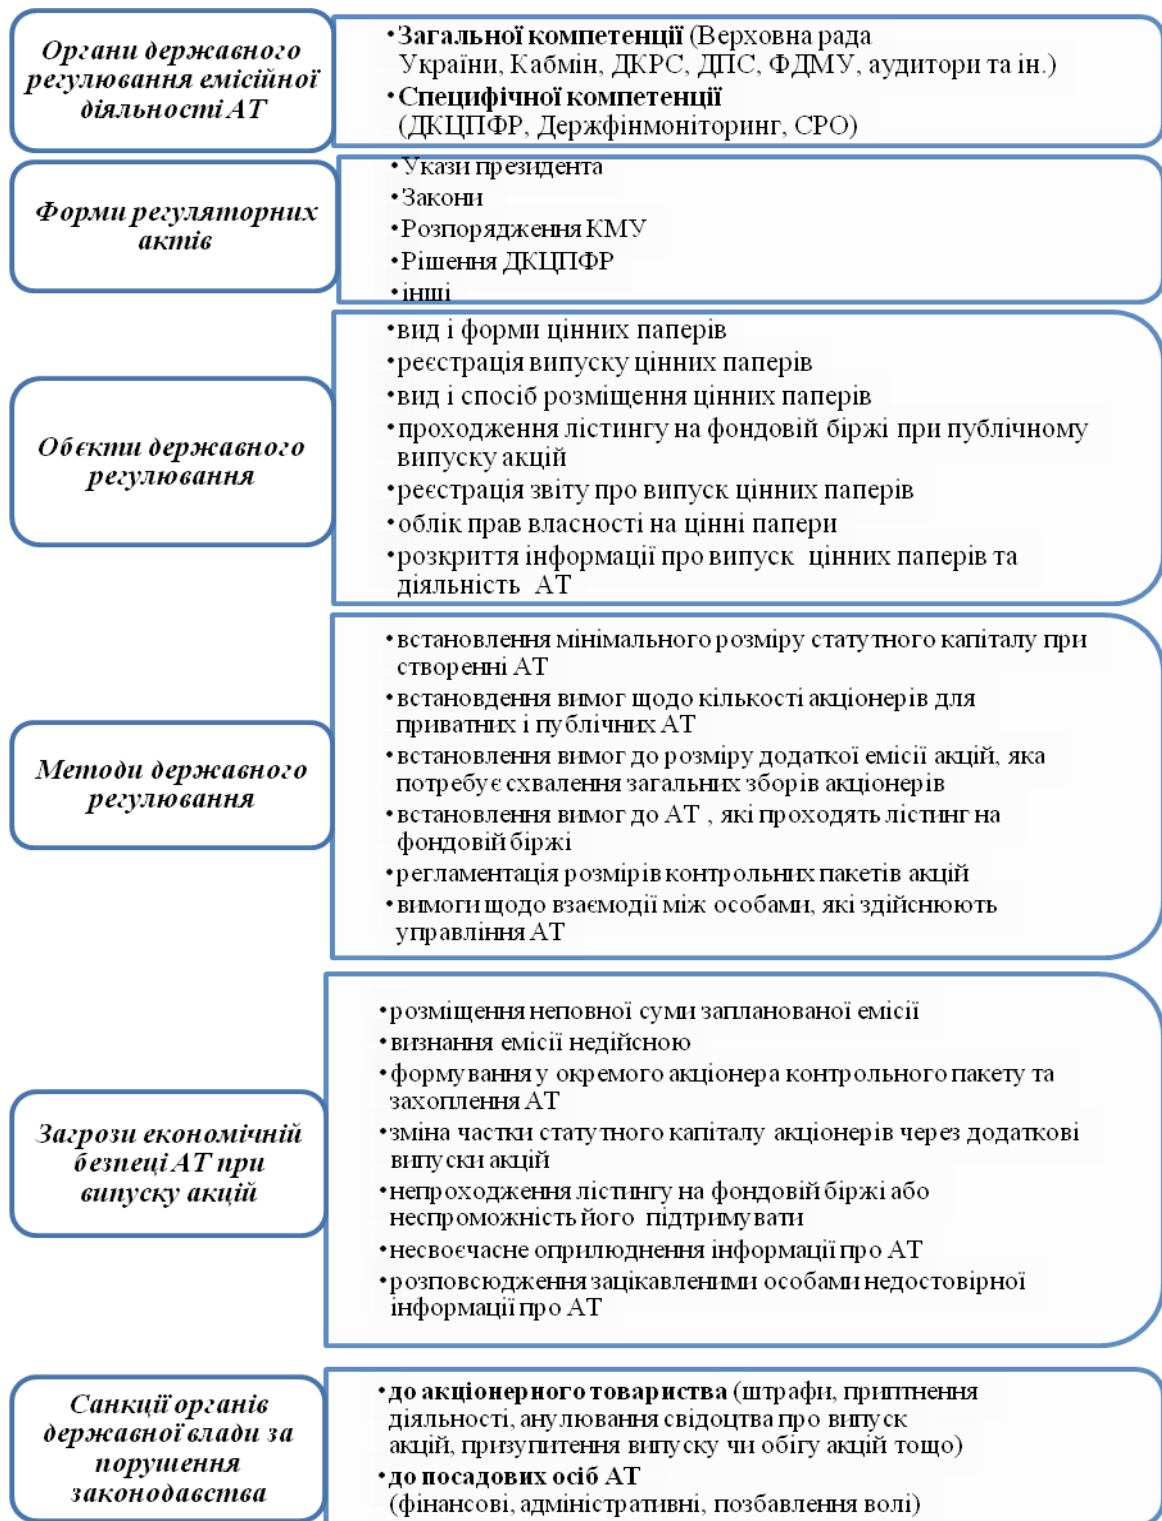 Органи державного
регулювання емісійної
діяльності АТ
•Загальної компетенції (Верховна рада
України, Кабмін, ДКРС, ДПС, ФДМУ, аудитори та ін.)
•Специфічної компетенції
(ДКЦПФР, Держфінмоніторинг, СРО)
Форми регуляторних
актів
•Укази президента
•Закони
•Розпорядження КМУ
•Рішення ДКЦПФР
•інші
Обєкти державного
регулювання
•вид і форми цінних паперів
•реєстрація випуску цінних паперів
•вид і спосіб розміщення цінних паперів
•проходження лістингу на фондовій біржі при публічному
випуску акцій
•реєстрація звіту про випуск цінних паперів
•облік прав власності на цінні папери
•розкриття інформації про випуск цінних паперів та
діяльність АТ
Методи державного
регулювання
•встановлення мінімального розміру статутного капіталу при
створенні АТ
•встановдення вимог щодо кількості акціонерів для
приватних і публічних АТ
•встановлення вимог до розміру додаткої емісії акцій, яка
потребує схвалення загальних зборів акціонерів
•встановлення вимог до АТ , які проходять лістинг на
фондовій біржі
•регламентація розмірів контрольних пакетів акцій
•вимоги щодо взаємодії між особами, які здійснюють
управління АТ
Загрози економічній
безпеці АТ при
випуску акцій
•розміщення неповної суми запланованої емісії
•визнання емісії недійсною
•формування у окремого акціонера контрольного пакету та
захоплення АТ
•зміна частки статутного капіталу акціонерів через додаткові
випуски акцій
•непроходження лістингу на фондовій біржі або
неспроможність його підтримувати
•несвоєчасне оприлюднення інформації про АТ
•розповсюдження зацікавленими особами недостовірної
інформації про АТ
Санкції органів
державної влади за
порушення
законодавства
•до акціонерного товариства (штрафи, приптнення
діяльності, анулювання свідоцтва про випуск
акцій, призупитення випуску чи обігу акцій тощо)
•до посадових осіб АТ
(фінансові, адміністративні, позбавлення волі)